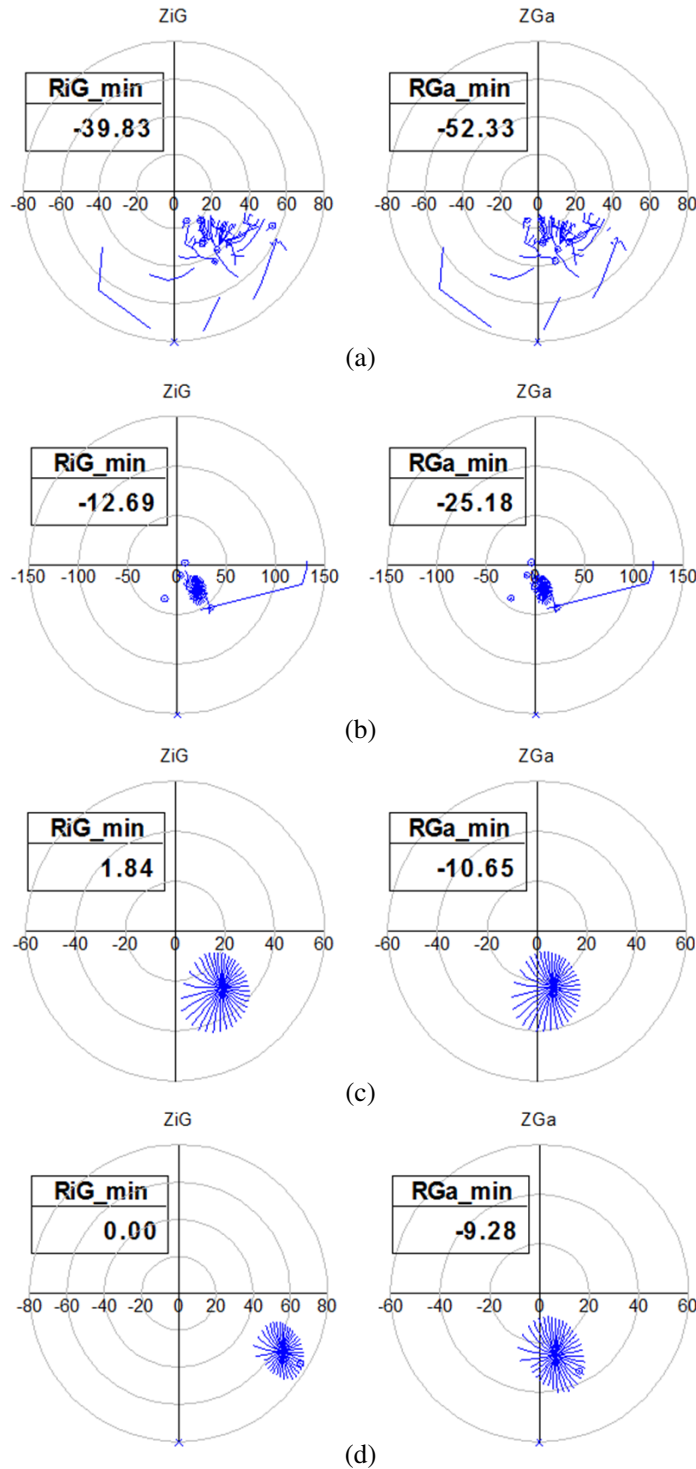 ZiG ZGa
RiG_min RGa_min
-39.83 -52.33
-80 -60 -40 -20 0 20 40 60 80 -80 -60 -40 -20 0 20 40 60 80
(a)
ZiG ZGa
RiG_min RGa_min
-12.69 -25.18
-150 -100 -50 0 50 100 150 -150 -100 -50 0 50 100 150
(b)
ZiG ZGa
RiG_min RGa_min
1.84 -10.65
-60 -40 -20 0 20 40 60 -60 -40 -20 0 20 40 60
(c)
ZiG ZGa
RiG_min RGa_min
0.00 -9.28
-80 -60 -40 -20 0 20 40 60 80 -60 -40 -20 0 20 40 60
(d)